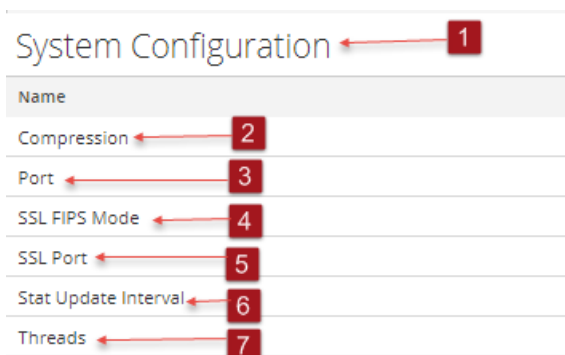 System Configuration 1
Name
Compression 2
Port 3
SSL FIPS Mode 4
SSL Port 5
Stat Update Interval 6
Threads 7